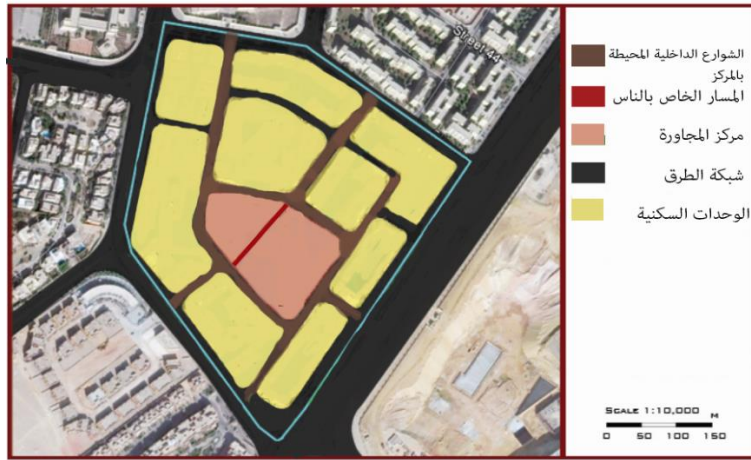 Street 44
الشوارع الداخلية المحيطة
بالمركز
المسار الخاص بالناس
مركز المجاورة
شبكة الطرق
الوحدات السكنية
SCALE 1:10,000 M
0 50 100 150